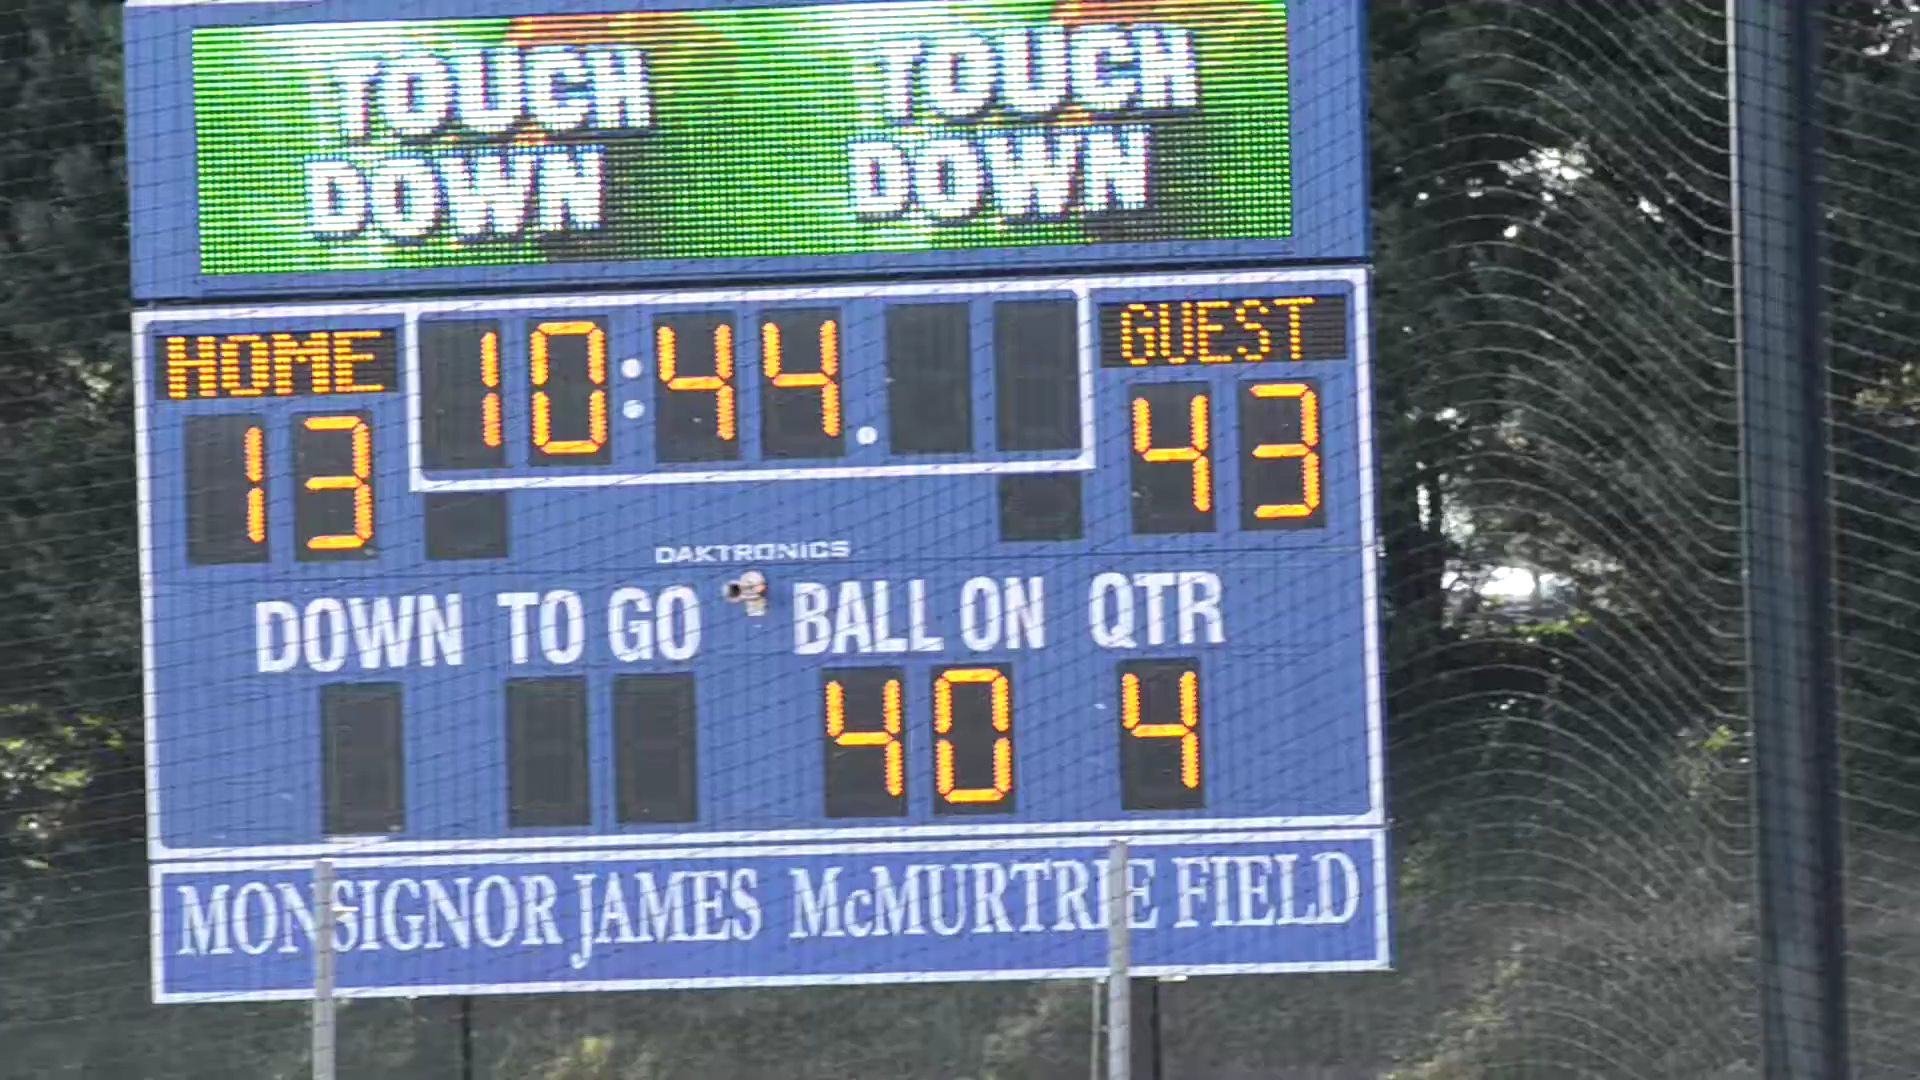 TOUCH DOWN TOUCH DOWN
HOME 10:44 GUEST
13 43
DAKTRONICS
DOWN TO GO BALL ON QTR
40 4
MONSIGNOR JAMES McMURTRIE FIELD